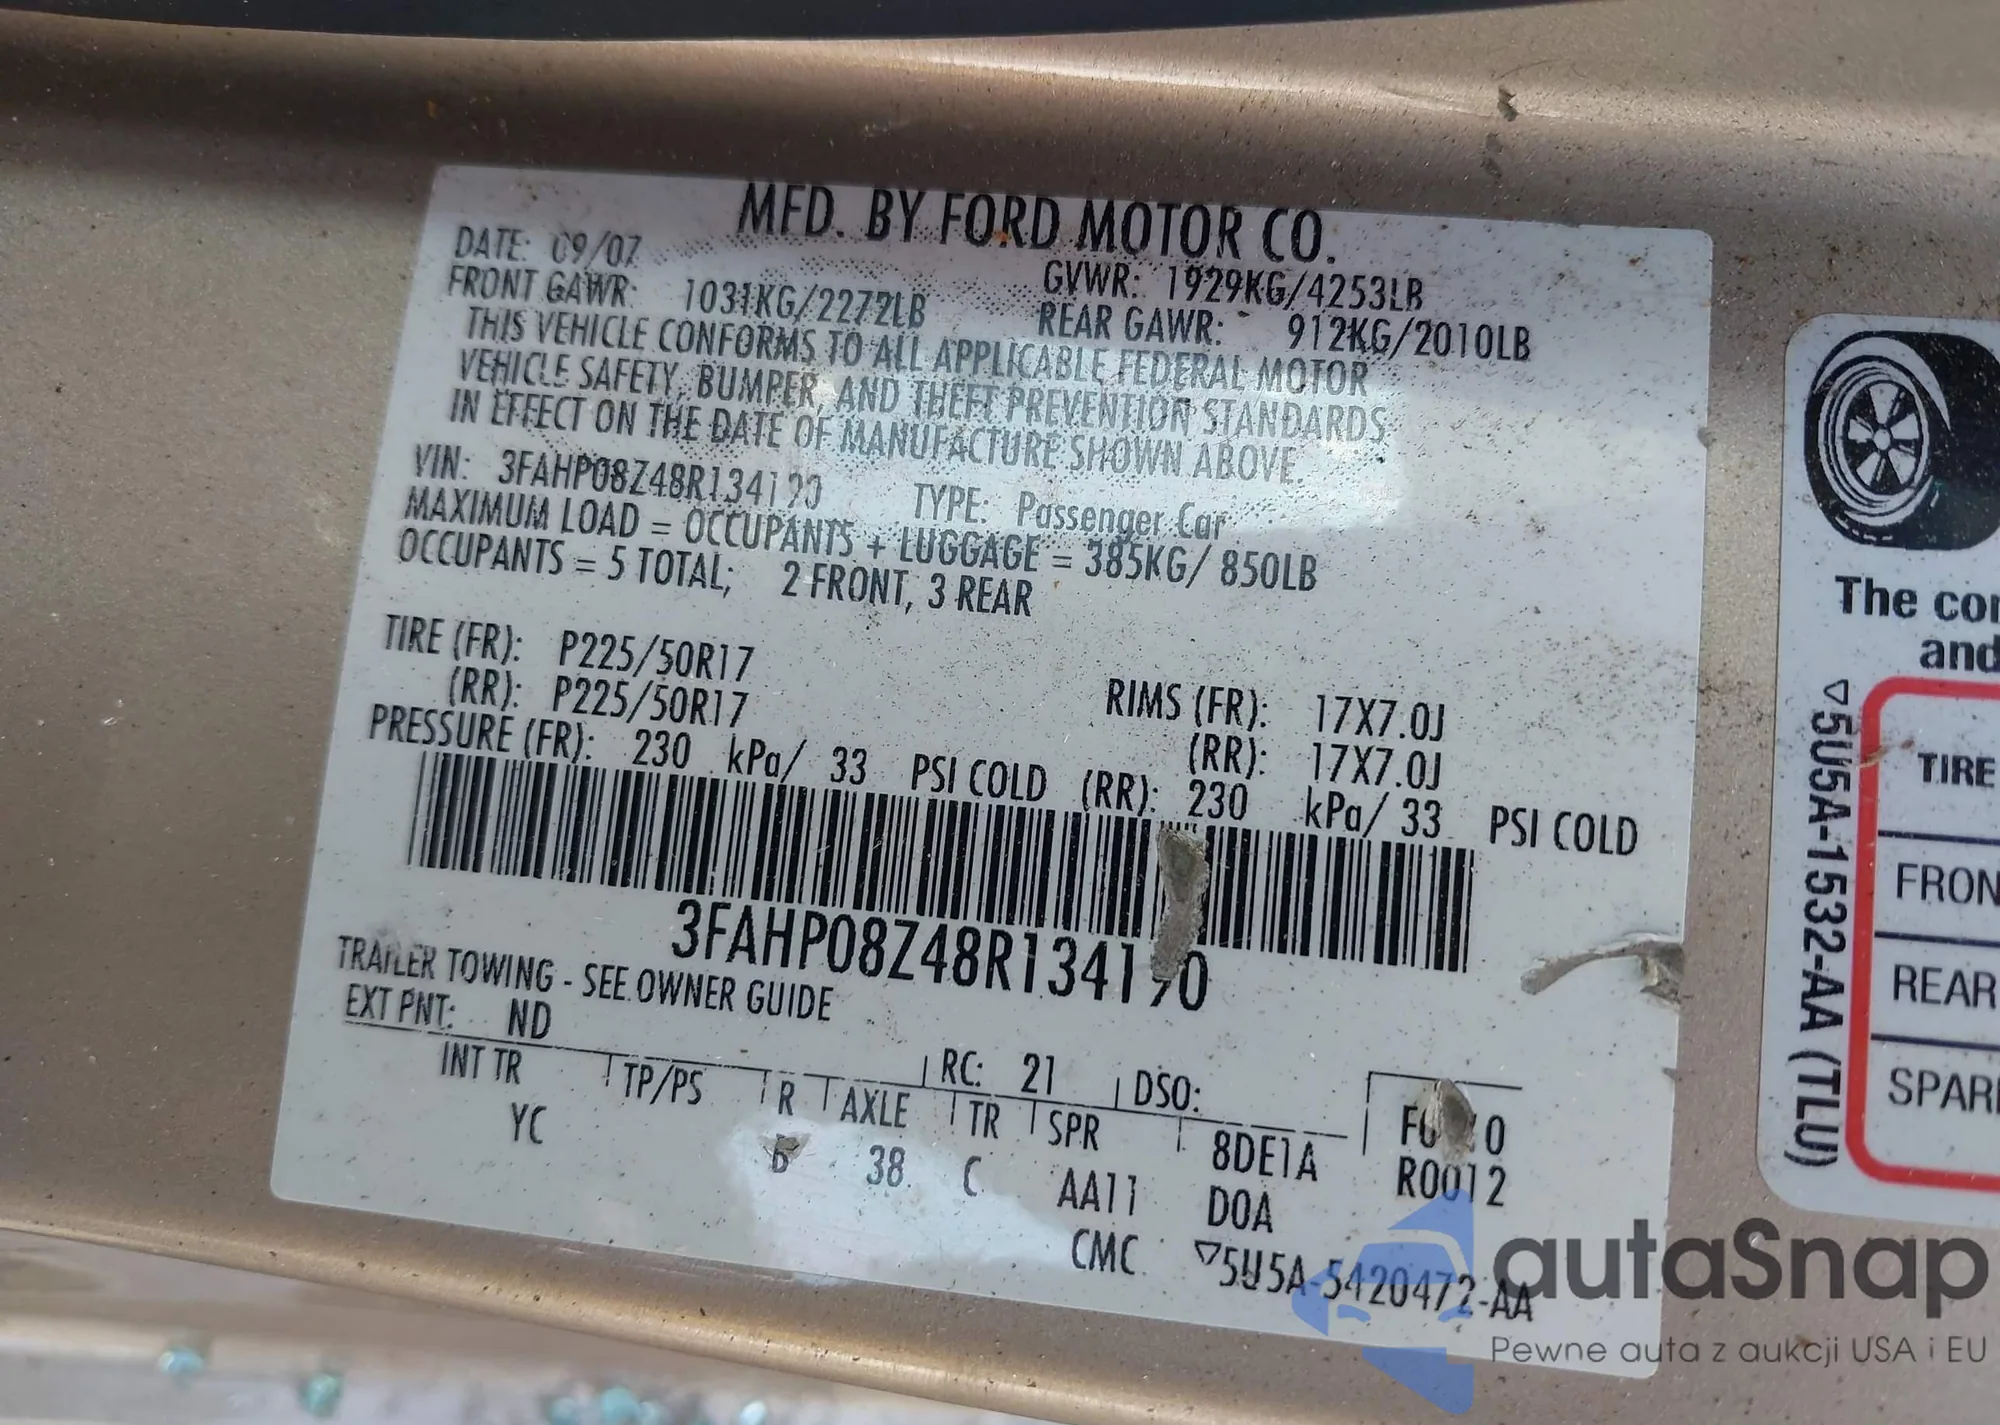 MFD. BY FORD MOTOR CO.
DATE: 09/07
GVWR: 1929KG/4253LB
FRONT GAWR: 1031KG/2272LB
REAR GAWR: 912KG/2010LB
THIS VEHICLE CONFORMS TO ALL APPLICABLE FEDERAL MOTOR
VEHICLE SAFETY, BUMPER, AND THEFT PREVENTION STANDARDS
IN EFFECT ON THE DATE OF MANUFACTURE SHOWN ABOVE.
VIN: 3FAHP08Z48R134190
TYPE: Passenger Car
MAXIMUM LOAD = OCCUPANTS + LUGGAGE = 385KG/ 850LB
OCCUPANTS = 5 TOTAL; 2 FRONT, 3 REAR
TIRE (FR): P225/50R17
RIMS (FR): 17X7.0J
(RR): P225/50R17
(RR): 17X7.0J
PRESSURE (FR): 230 kPa/ 33 PSI COLD (RR): 230 kPa/ 33 PSI COLD
3FAHP08Z48R134190
TRAILER TOWING - SEE OWNER GUIDE
EXT PNT: ND
RC: 21
DSO:
INT TR
TP/PS
R
AXLE
TR
SPR
8DE1A
R0012
YC
38
C
AA11
D0A
CMC
▽5U5A-5420472-AA
The
and
TIRE
REAR
▽5U5A-1532-AA (TLU)
autaSnap
Pewne auta z aukcji USA i EU